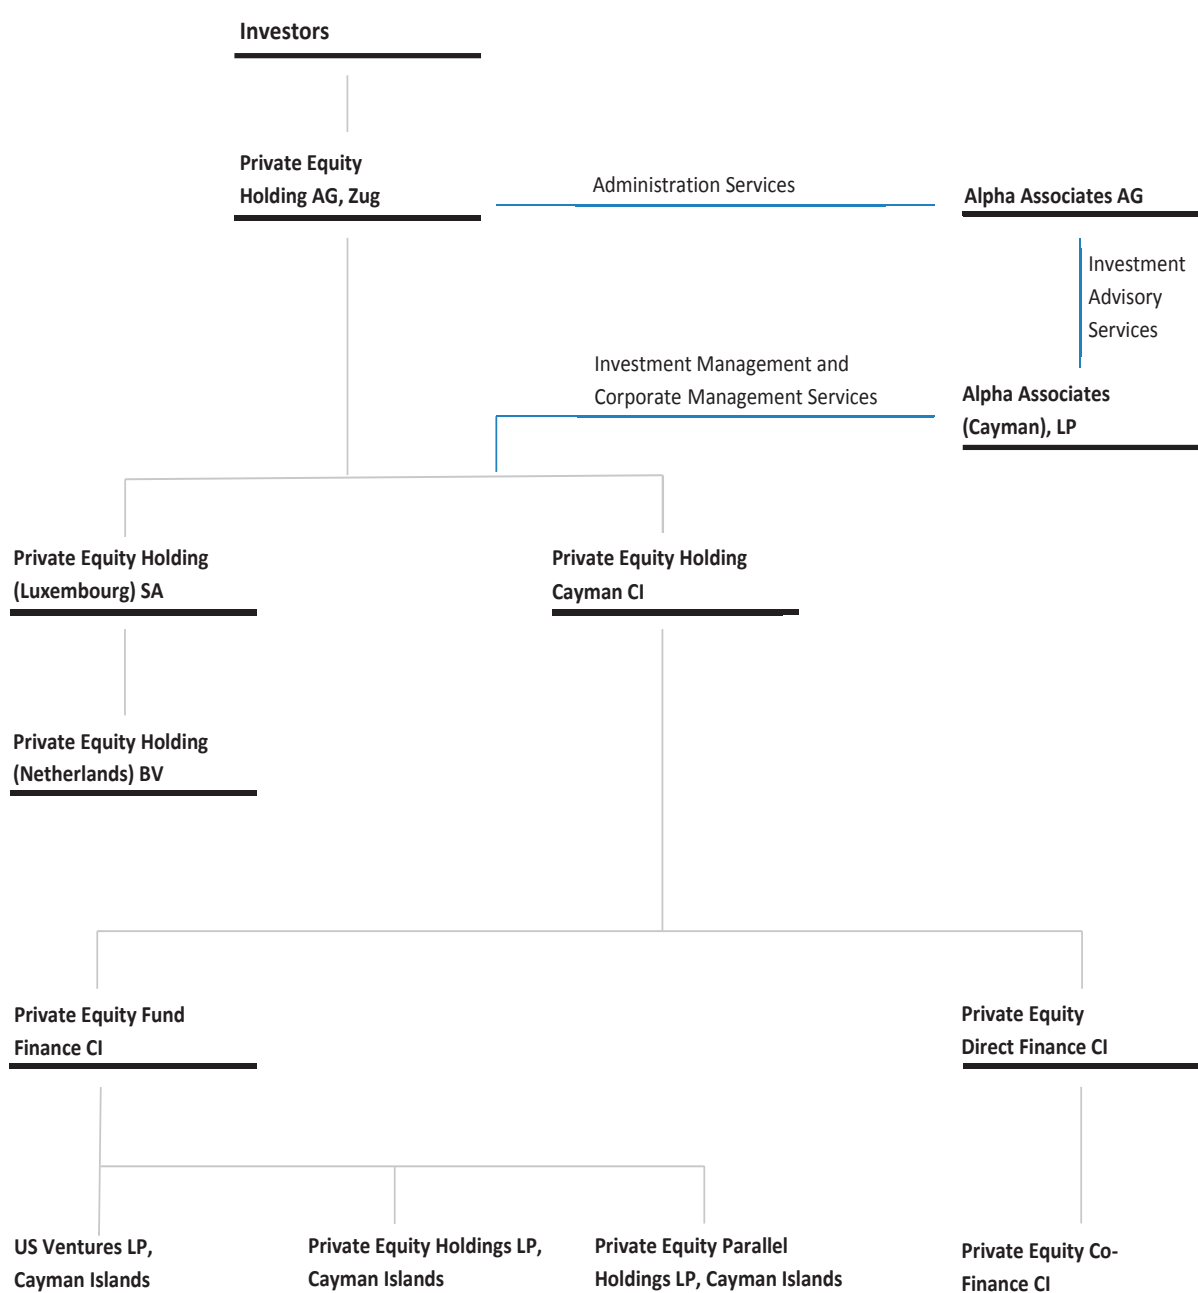 Investors
Private Equity
Holding AG, Zug
Administration Services
Alpha Associates AG
Investment
Advisory
Services
Investment Management and
Corporate Management Services
Alpha Associates
(Cayman), LP
Private Equity Holding
(Luxembourg) SA
Private Equity Holding
Cayman CI
Private Equity Holding
(Netherlands) BV
Private Equity Fund
Finance CI
Private Equity
Direct Finance CI
US Ventures LP,
Cayman Islands
Private Equity Holdings LP,
Cayman Islands
Private Equity Parallel
Holdings LP, Cayman Islands
Private Equity Co-
Finance CI